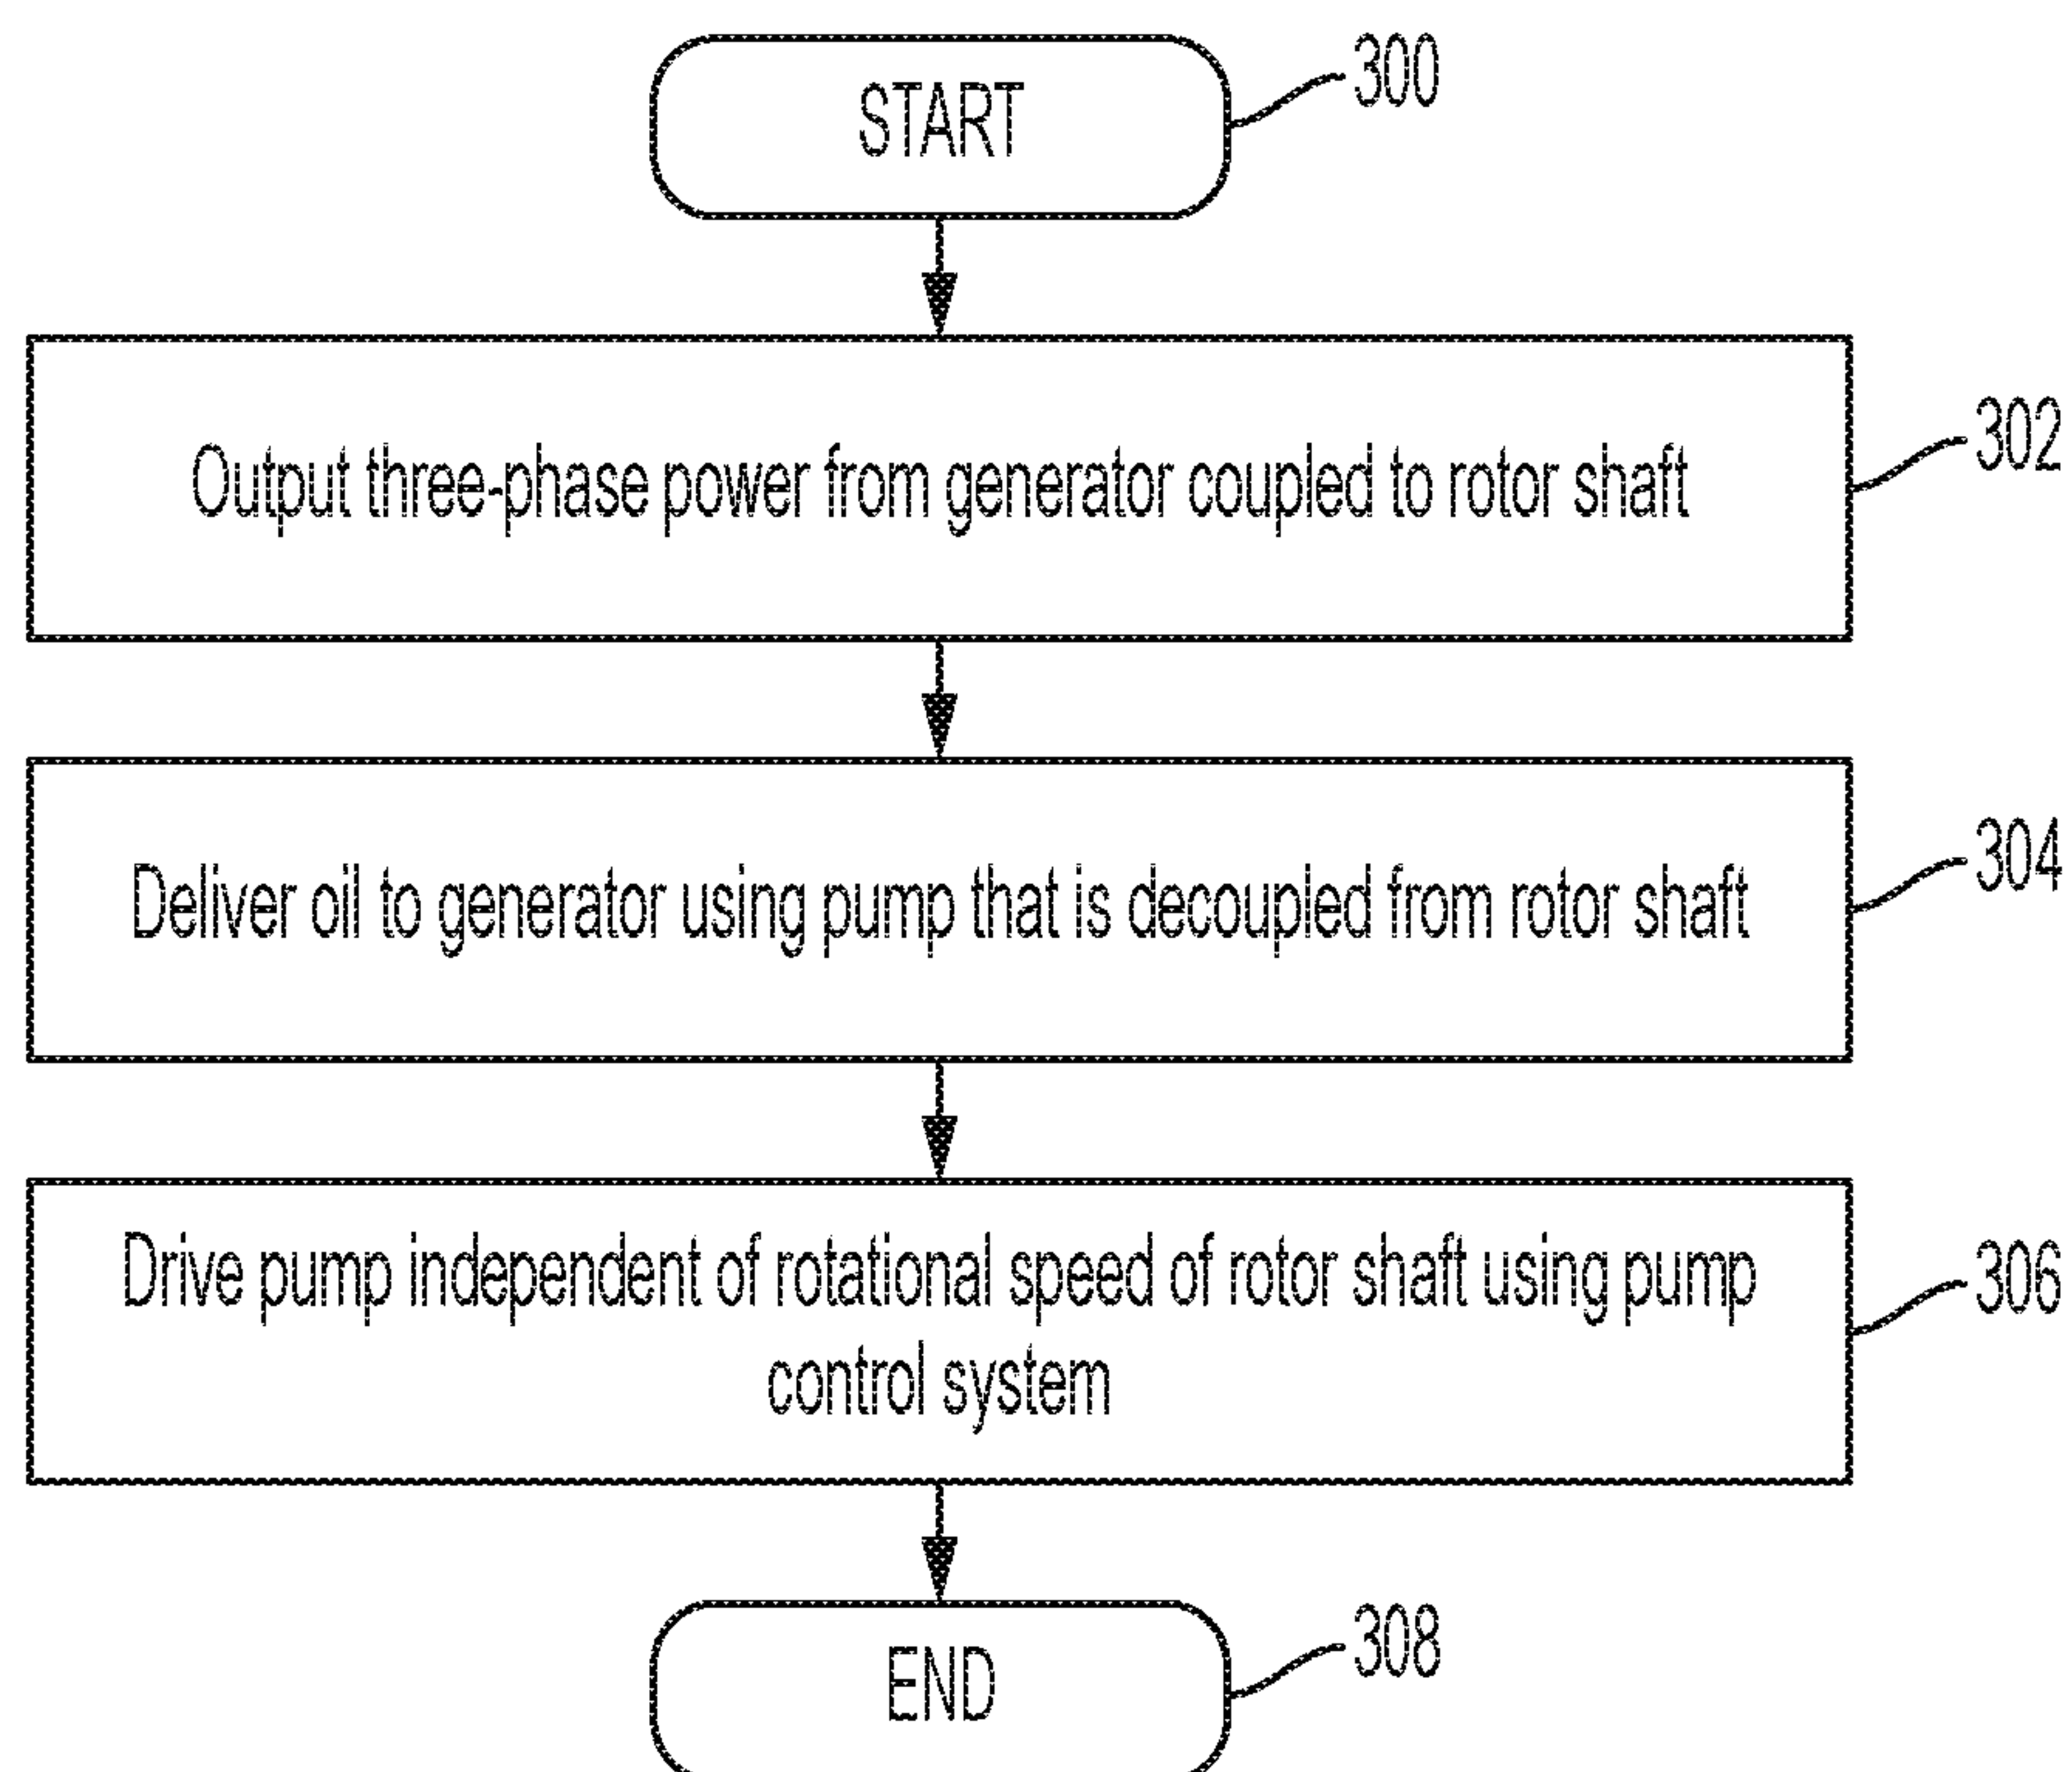 START
300
Output three-phase power from generator coupled to rotor shaft
302
Deliver oil to generator using pump that is decoupled from rotor shaft
304
Drive pump independent of rotational speed of rotor shaft using pump
control system
306
END
308